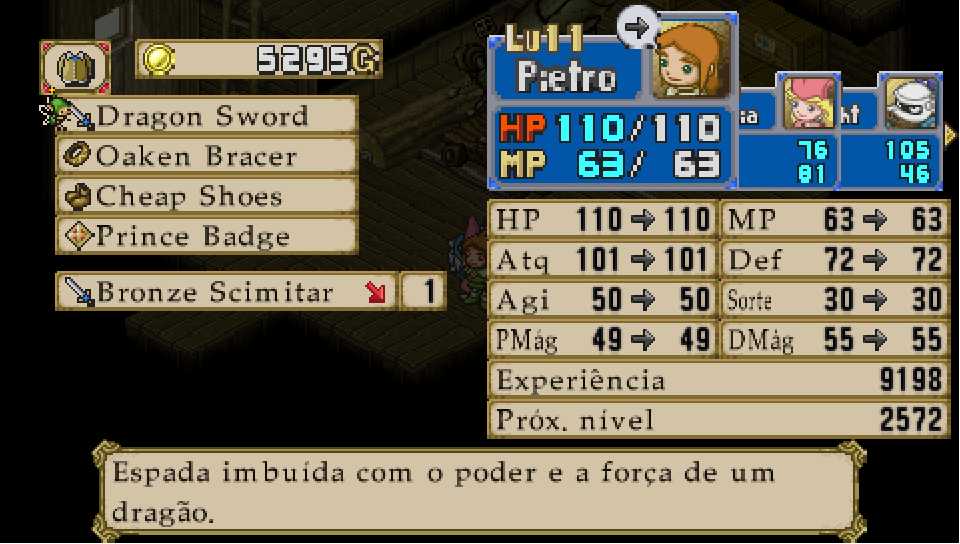 5295G
Dragon Sword
Oaken Bracer
Cheap Shoes
Prince Badge
Bronze Scimitar 1
Lv11
Pietro
HP 110/110
MP 63/ 63
a
76
81
ht
105
46
HP 110 → 110 MP 63 → 63
Atq 101 → 101 Def 72 → 72
Agi 50 → 50 Sorte 30 → 30
PMág 49 → 49 DMág 55 → 55
Experiência 9198
Próx. nível 2572
Espada imbuída com o poder e a força de um
dragão.